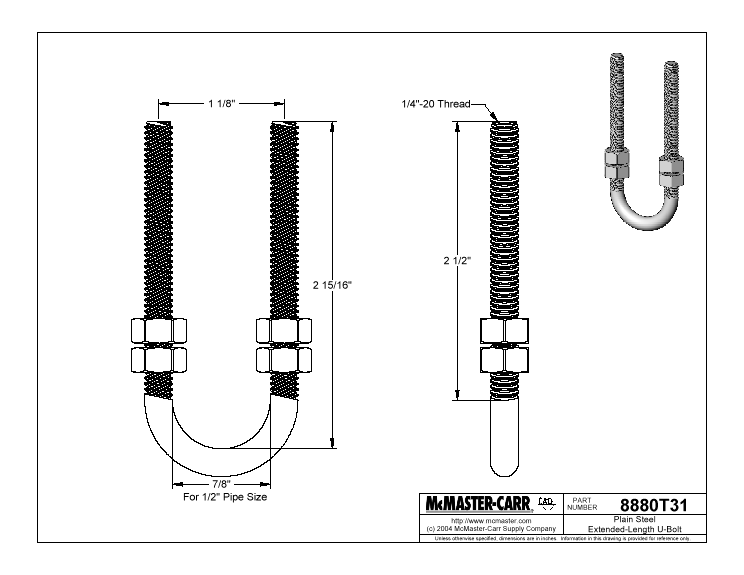 1 1/8"
1/4"-20 Thread
2 1/2"
2 15/16"
7/8"
For 1/2" Pipe Size
McMASTER-CARR® CAD
PART NUMBER
8880T31
http://www.mcmaster.com
(c) 2004 McMaster-Carr Supply Company
Plain Steel
Extended-Length U-Bolt
Unless otherwise specified, dimensions are in inches. Information in this drawing is provided for reference only.